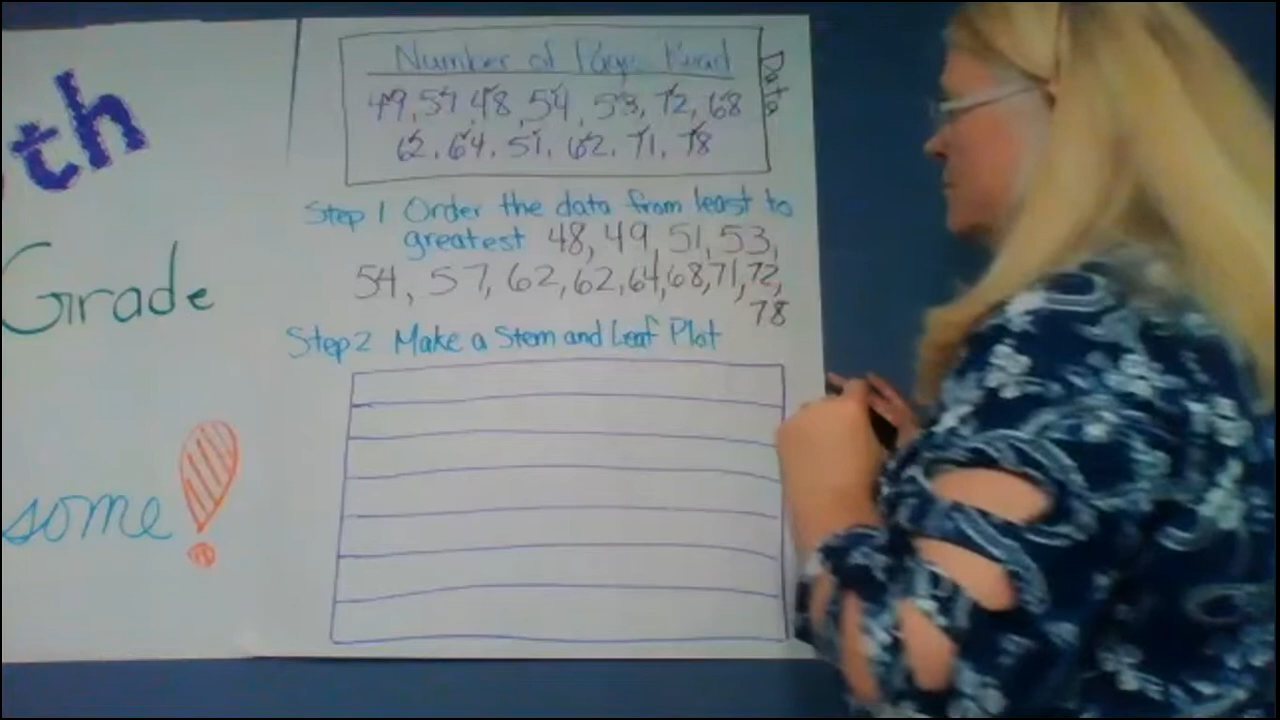 th
Grade
some!
Number of Pages Read
Data
49, 57, 48, 54, 53, 72, 68
62, 64, 51, 62, 71, 78
Step 1 Order the data from least to
greatest 48, 49, 51, 53,
54, 57, 62, 62, 64, 68, 71, 72,
78
Step 2 Make a Stem and Leaf Plot